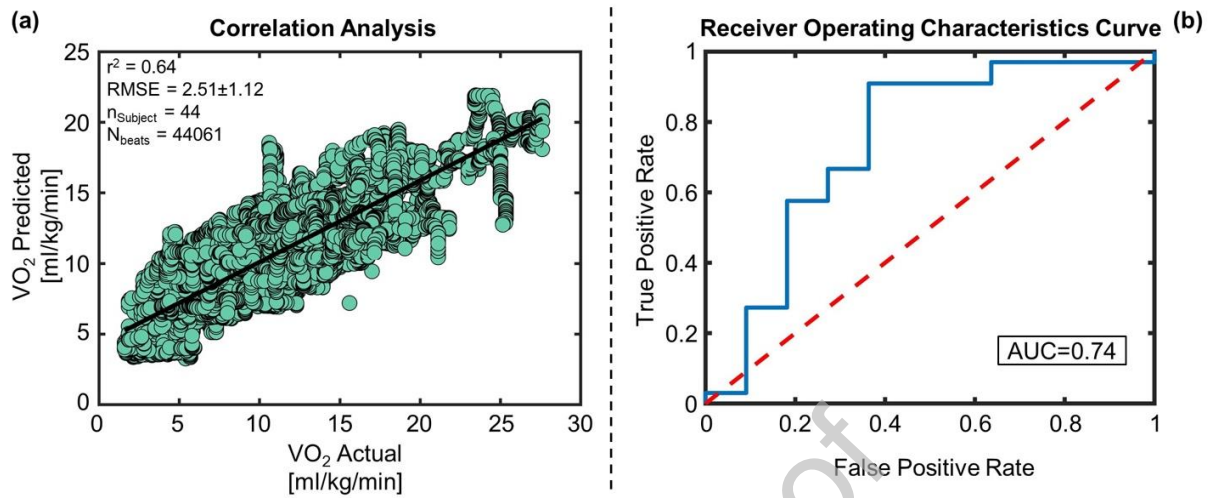 (a)
Correlation Analysis
r² = 0.64
RMSE = 2.51±1.12
nSubject = 44
Nbeats = 44061
25
20
15
10
5
0
VO₂ Predicted
[ml/kg/min]
0 5 10 15 20 25 30
VO₂ Actual
[ml/kg/min]
Receiver Operating Characteristics Curve
(b)
1
0.8
0.6
0.4
0.2
0
True Positive Rate
AUC=0.74
0 0.2 0.4 0.6 0.8 1
False Positive Rate
of